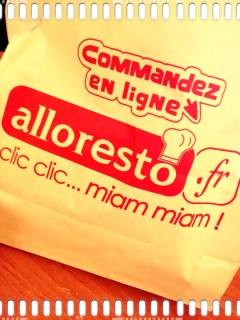 Commandez
en ligne
alloresto
.fr
clic clic... miam miam !